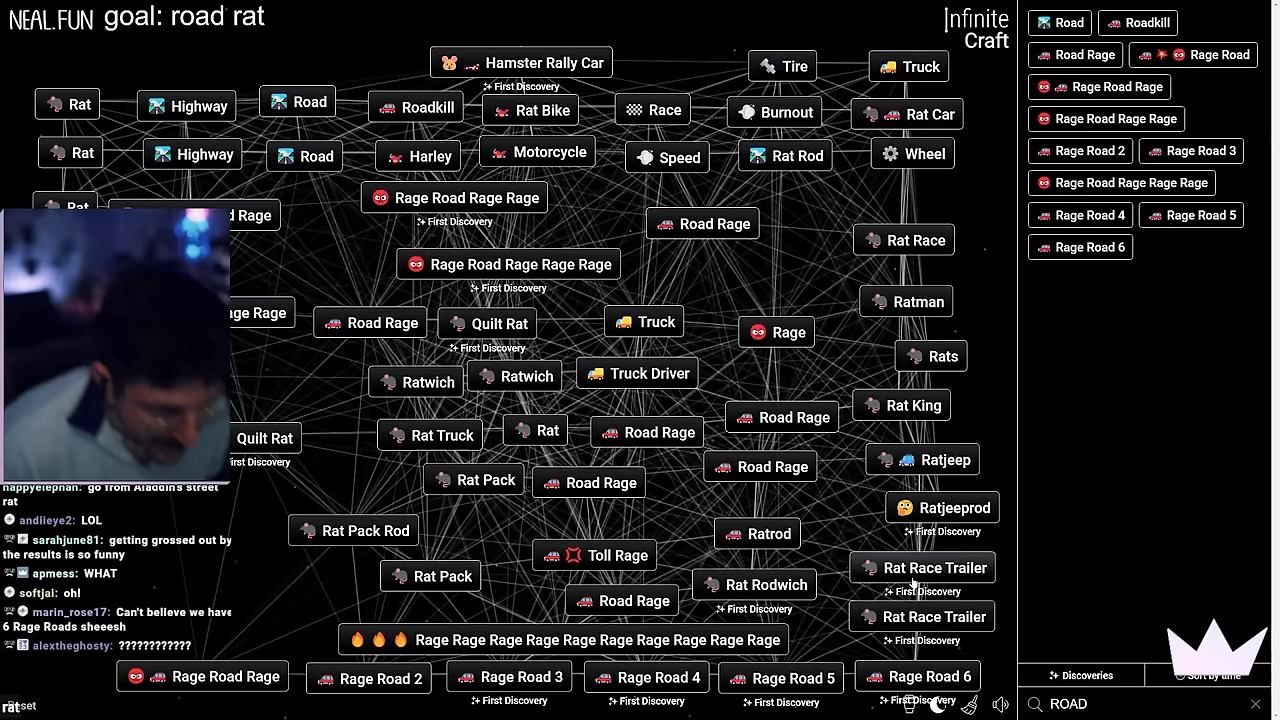 NEAL.FUN
goal: road rat
Infinite
Craft
Hamster Rally Car
First Discovery
Tire
Truck
Rat
Highway
Road
Roadkill
Rat Bike
Race
Burnout
Rat Car
Rat
Highway
Road
Harley
Motorcycle
Speed
Rat Rod
Wheel
Rat
d Rage
Rage Road Rage Rage
First Discovery
Road Rage
Rat Race
Rage Road Rage Rage Rage
First Discovery
Ratman
age Rage
Road Rage
Quilt Rat
First Discovery
Truck
Rage
Rats
Ratwich
Ratwich
Truck Driver
Rat King
Quilt Rat
irst Discovery
Rat Truck
Rat
Road Rage
Road Rage
Ratjeep
Rat Pack
Road Rage
Road Rage
Ratjeeprod
First Discovery
Rat Pack Rod
Toll Rage
Ratrod
Rat Race Trailer
First Discovery
Rat Pack
Road Rage
Rat Rodwich
First Discovery
Rat Race Trailer
First Discovery
Rage Rage Rage Rage Rage Rage Rage Rage Rage Rage
Rage Road Rage
Rage Road 2
Rage Road 3
First Discovery
Rage Road 4
First Discovery
Rage Road 5
First Discovery
Rage Road 6
First Discovery
happyelephan: go from Aladdin's street
rat
andiieye2: LOL
sarahjune81: getting grossed out by
the results is so funny
apmess: WHAT
softjai: oh!
marin_rose17: Can't believe we have
6 Rage Roads sheeesh
alextheghosty: ????????????
rat
set
Road
Roadkill
Road Rage
Rage Road
Rage Road Rage
Rage Road Rage Rage
Rage Road 2
Rage Road 3
Rage Road Rage Rage Rage
Rage Road 4
Rage Road 5
Rage Road 6
Discoveries
Sort by time
ROAD